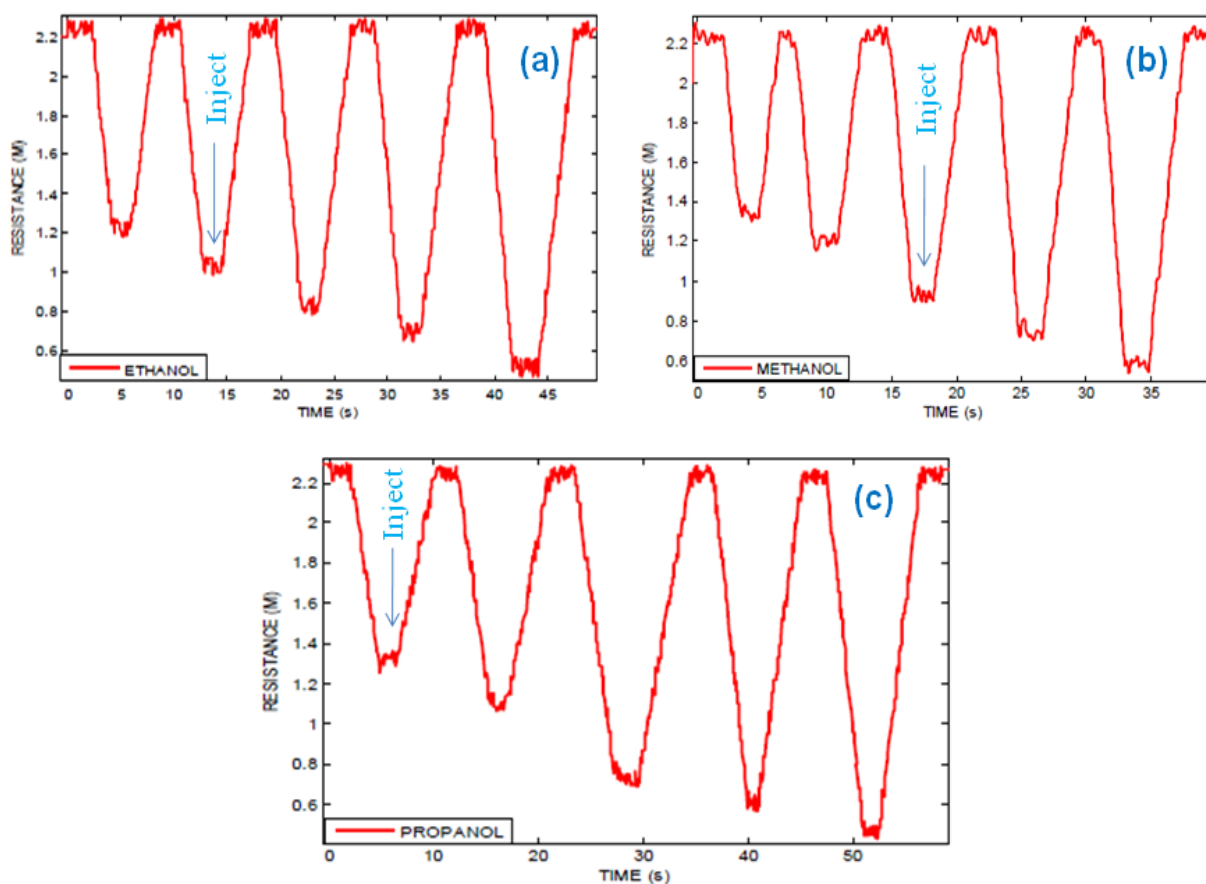 (a)
Inject
RESISTANCE (M)
2.2
2
1.8
1.6
1.4
1.2
1
0.8
0.6
ETHANOL
0 5 10 15 20 25 30 35 40 45
TIME (s)
(b)
Inject
RESISTANCE (M)
2.2
2
1.8
1.6
1.4
1.2
1
0.8
0.6
METHANOL
0 5 10 15 20 25 30 35
TIME (s)
(c)
Inject
RESISTANCE (M)
2.2
2
1.8
1.6
1.4
1.2
1
0.8
0.6
PROPANOL
0 10 20 30 40 50
TIME (s)